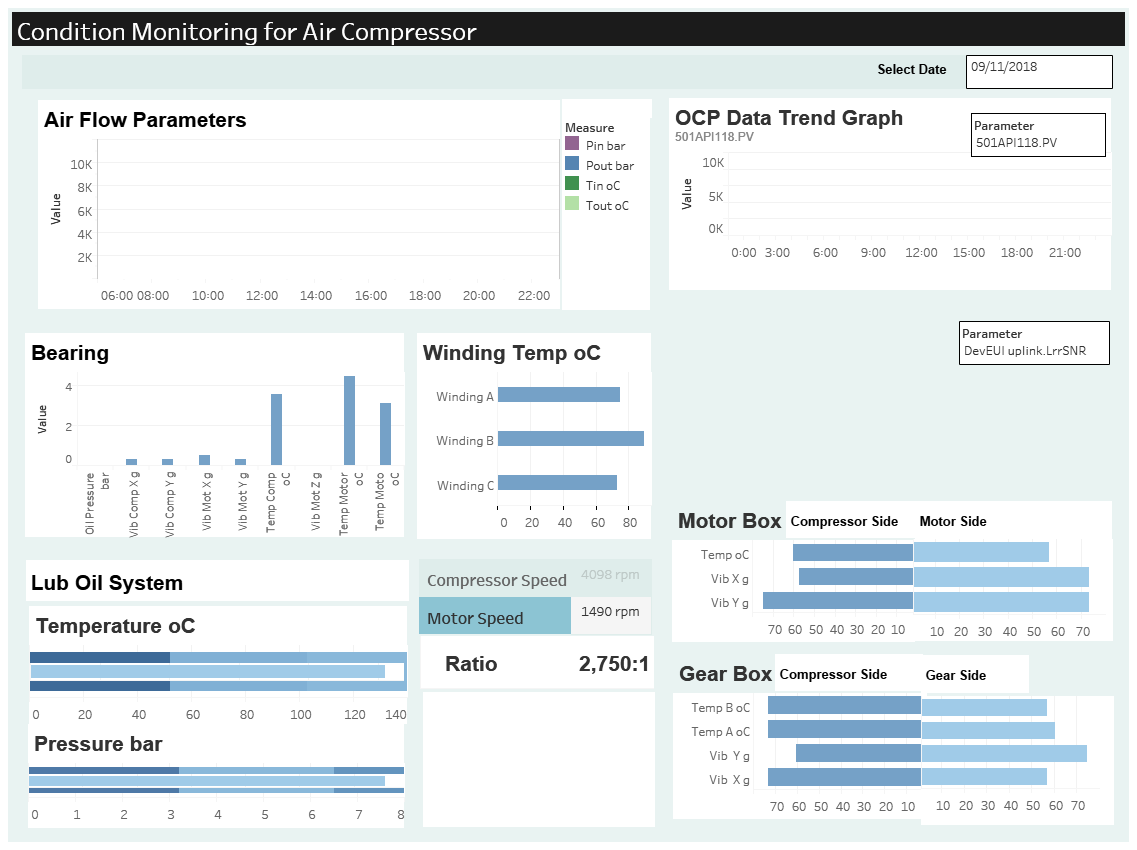 Condition Monitoring for Air Compressor
Select Date
09/11/2018
Air Flow Parameters
Value
10K
8K
6K
4K
2K
06:00 08:00 10:00 12:00 14:00 16:00 18:00 20:00 22:00
Measure
Pin bar
Pout bar
Tin oC
Tout oC
OCP Data Trend Graph
501API118.PV
Parameter
501API118.PV
Value
10K
5K
0K
0:00 3:00 6:00 9:00 12:00 15:00 18:00 21:00
Parameter
DevEUI uplink.LrrSNR
Bearing
Value
4
2
0
Oil Pressure bar
Vib Comp X g
Vib Comp Y g
Vib Mot X g
Vib Mot Y g
Temp Comp oC
Vib Mot Z g
Temp Motor oC
Temp Moto oC
Winding Temp oC
Winding A
Winding B
Winding C
0 20 40 60 80
Motor Box Compressor Side Motor Side
Temp oC
Vib X g
Vib Y g
70 60 50 40 30 20 10 10 20 30 40 50 60 70
Lub Oil System
Temperature oC
0 20 40 60 80 100 120 140
Pressure bar
0 1 2 3 4 5 6 7 8
Compressor Speed 4098 rpm
Motor Speed 1490 rpm
Ratio 2,750:1
Gear Box Compressor Side Gear Side
Temp B oC
Temp A oC
Vib Y g
Vib X g
70 60 50 40 30 20 10 10 20 30 40 50 60 70